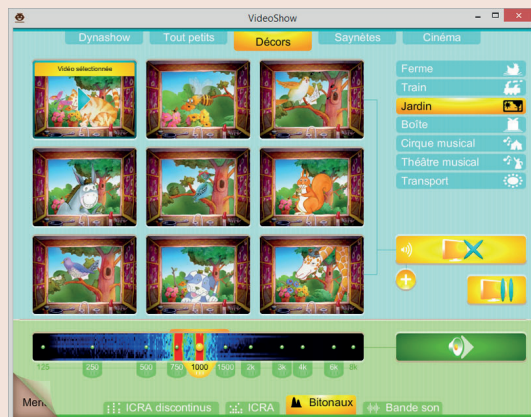 VideoShow
Dynashow
Tout petits
Décors
Saynètes
Cinéma
Vidéo sélectionnée
Ferme
Train
Jardin
Boîte
Cirque musical
Théâtre musical
Transport
125 250 500 750 1000 1500 2k 3k 4k 6k 8k
Menu
ICRA discontinus
ICRA
Bitonaux
Bande son